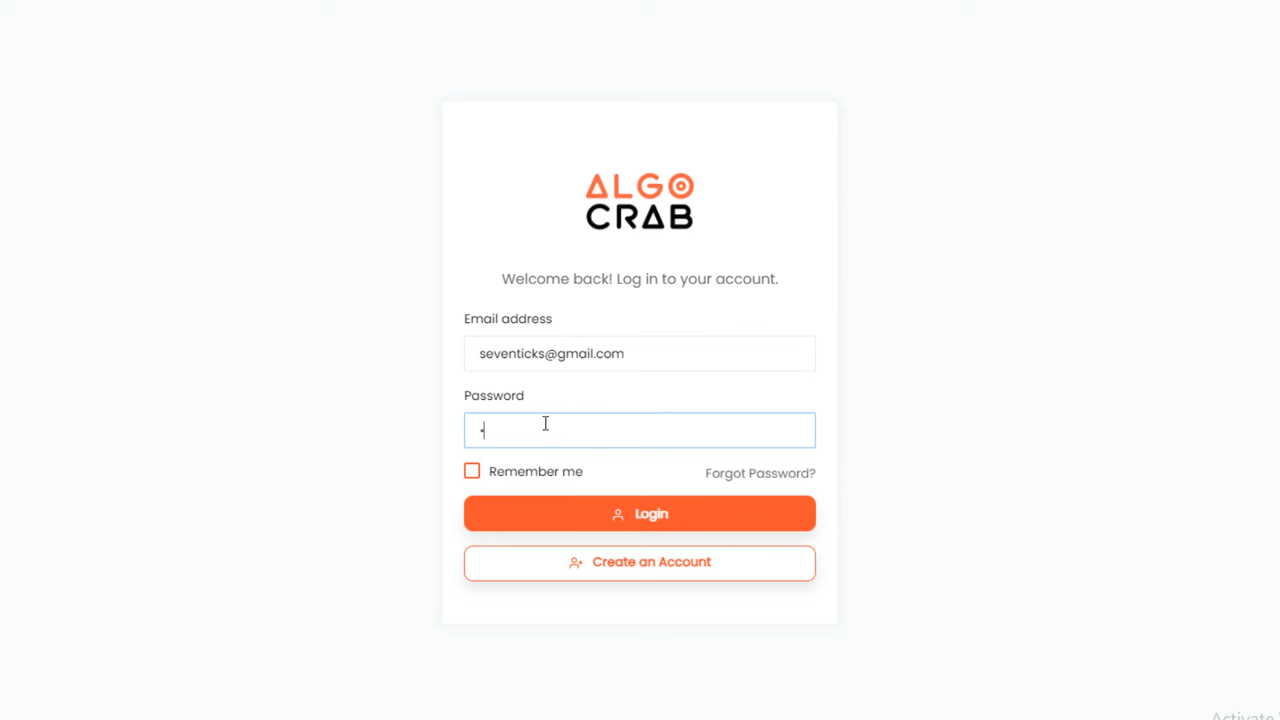 ALGO
CRAB
Welcome back! Log in to your account.
Email address
seventicks@gmail.com
Password
Remember me
Forgot Password?
Login
Create an Account
Activate